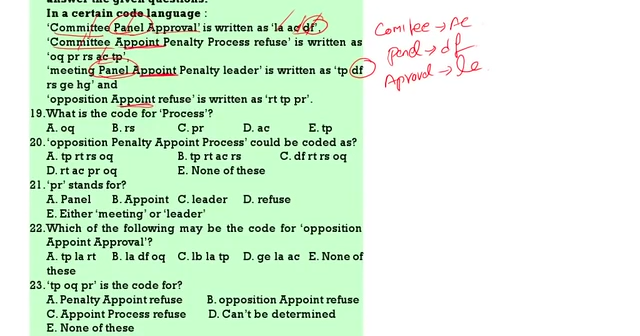 answer the given questions.
In a certain code language :
‘Committee Panel Approval’ is written as ‘la ac df’,
‘Committee Appoint Penalty Process refuse’ is written as
‘oq pr rs ac tp’,
‘meeting Panel Appoint Penalty leader’ is written as ‘tp df
rs ge hg’ and
‘opposition Appoint refuse’ is written as ‘rt tp pr’.
19.What is the code for ‘Process’?
A. oq B. rs C. pr D. ac E. tp
20.‘opposition Penalty Appoint Process’ could be coded as?
A. tp rt rs oq B. tp rt ac rs C. df rt rs oq
D. rt ac pr oq E. None of these
21.‘pr’ stands for?
A. Panel B. Appoint C. leader D. refuse
E. Either ‘meeting’ or ‘leader’
22.Which of the following may be the code for ‘opposition
Appoint Approval’?
A. tp la rt B. la df oq C. lb la tp D. ge la ac E. None of
these
23.‘tp oq pr’ is the code for?
A. Penalty Appoint refuse B. opposition Appoint refuse
C. Appoint Process refuse D. Can’t be determined
E. None of these
Comitee → ac
panel → df
Aproval → la